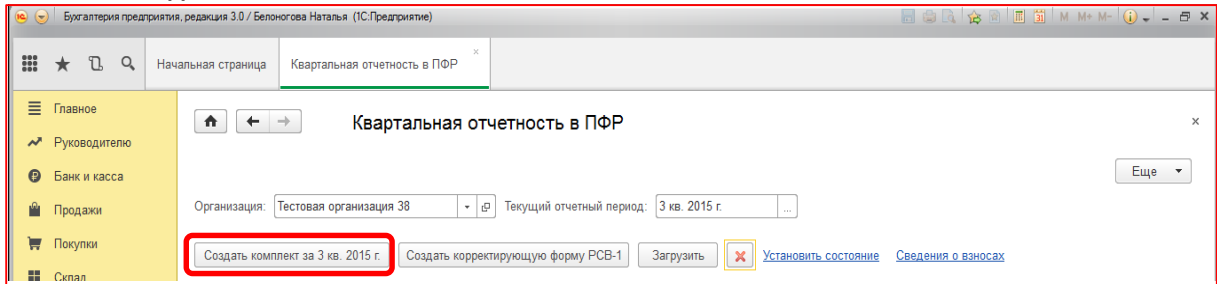 Бухгалтерия предприятия, редакция 3.0 / Белоногова Наталья (1С:Предприятие)
M M+ M-
Начальная страница
Квартальная отчетность в ПФР
Главное
Квартальная отчетность в ПФР
Руководителю
Еще
Банк и касса
Продажи
Организация: Тестовая организация 38 Текущий отчетный период: 3 кв. 2015 г. ...
Покупки
Создать комплект за 3 кв. 2015 г. Создать корректирующую форму РСВ-1 Загрузить Установить состояние Сведения о взносах
Склад